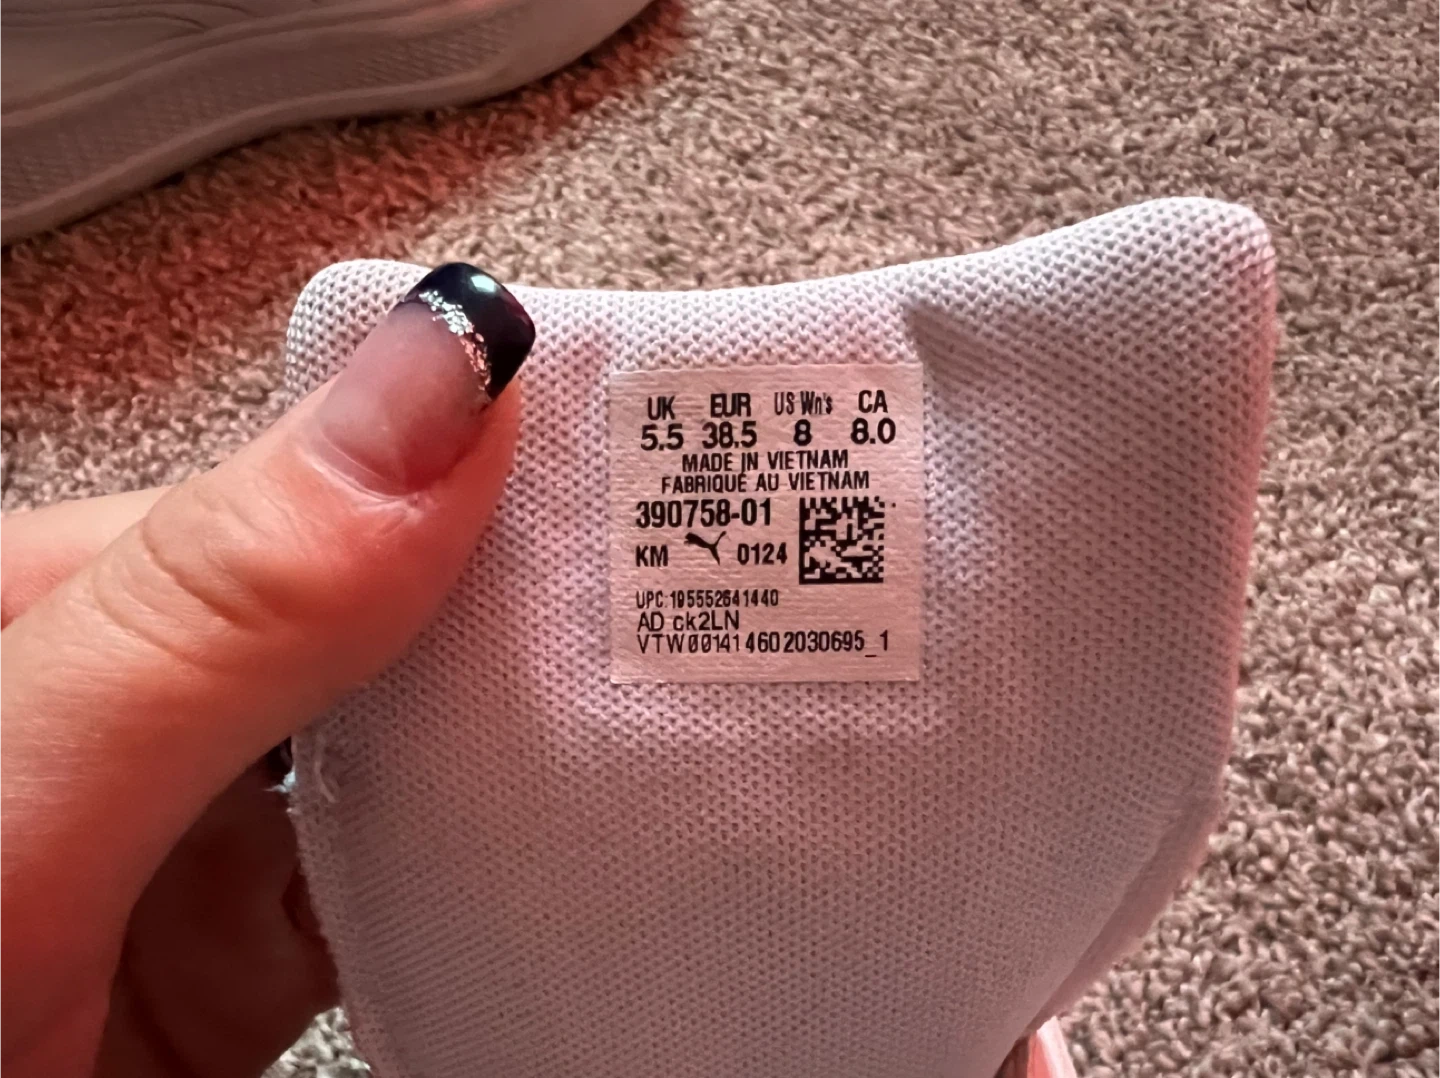 UK EUR US Wn's CA
5.5 38.5 8 8.0
MADE IN VIETNAM
FABRIQUÉ AU VIETNAM
390758-01
KM 0124
UPC:195552641440
AD ck2LN
VTW00141460 2030695_1